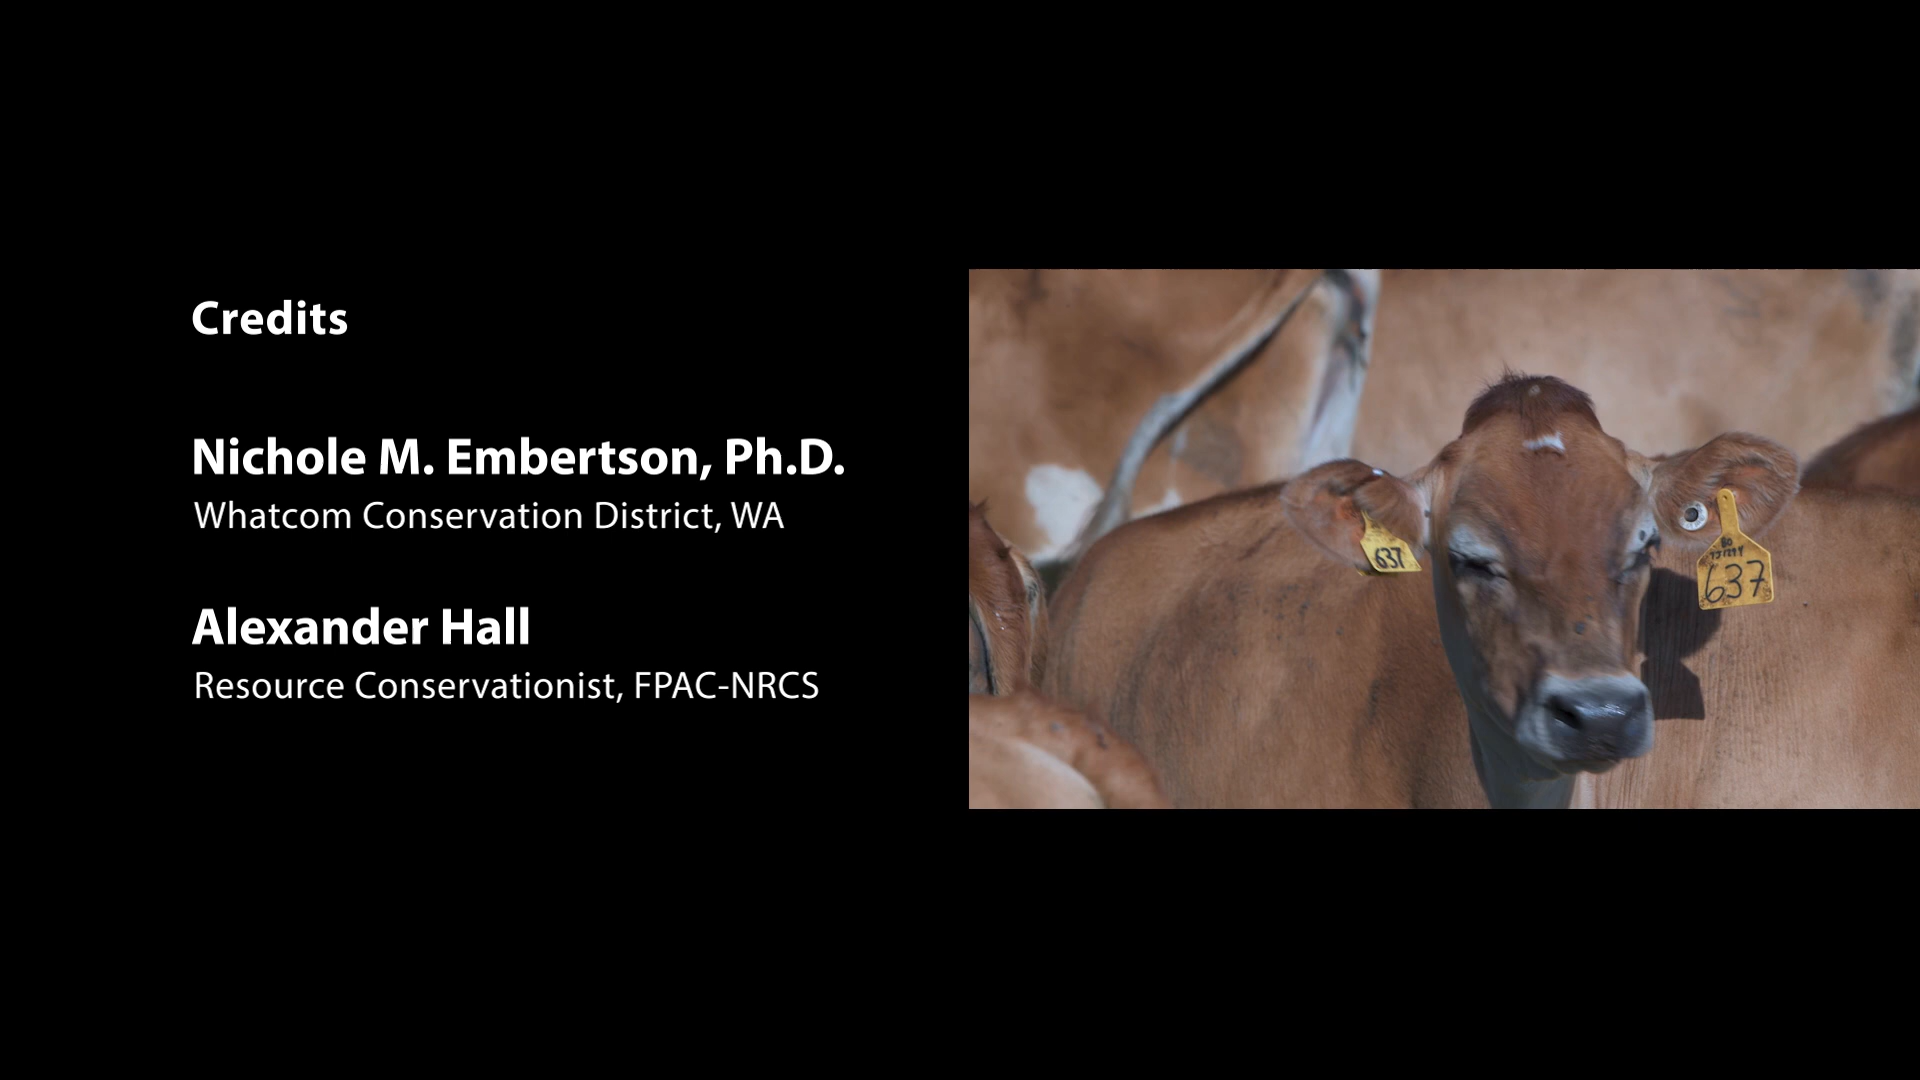 Credits
Nichole M. Embertson, Ph.D.
Whatcom Conservation District, WA
Alexander Hall
Resource Conservationist, FPAC-NRCS
637
637